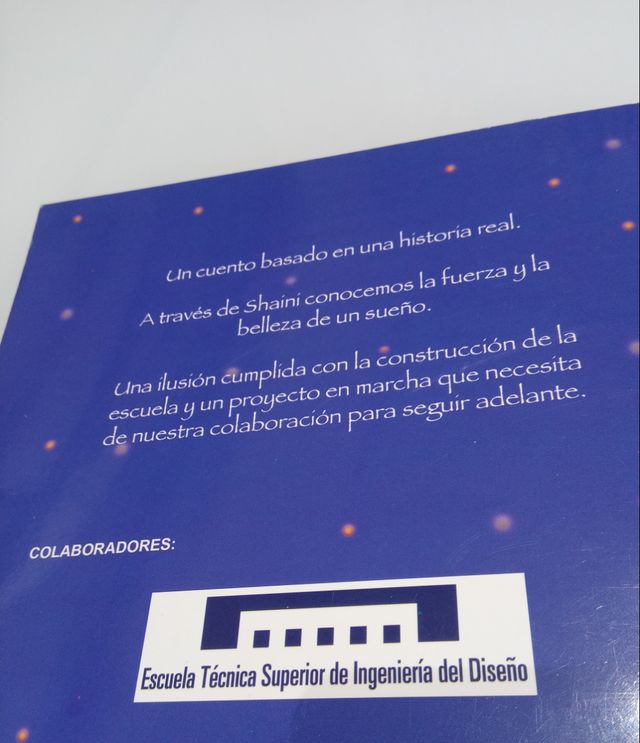 Un cuento basado en una historia real.
A través de Shaini conocemos la fuerza y la
belleza de un sueño.
Una ilusión cumplida con la construcción de la
escuela y un proyecto en marcha que necesita
de nuestra colaboración para seguir adelante.
COLABORADORES:
Escuela Técnica Superior de Ingeniería del Diseño